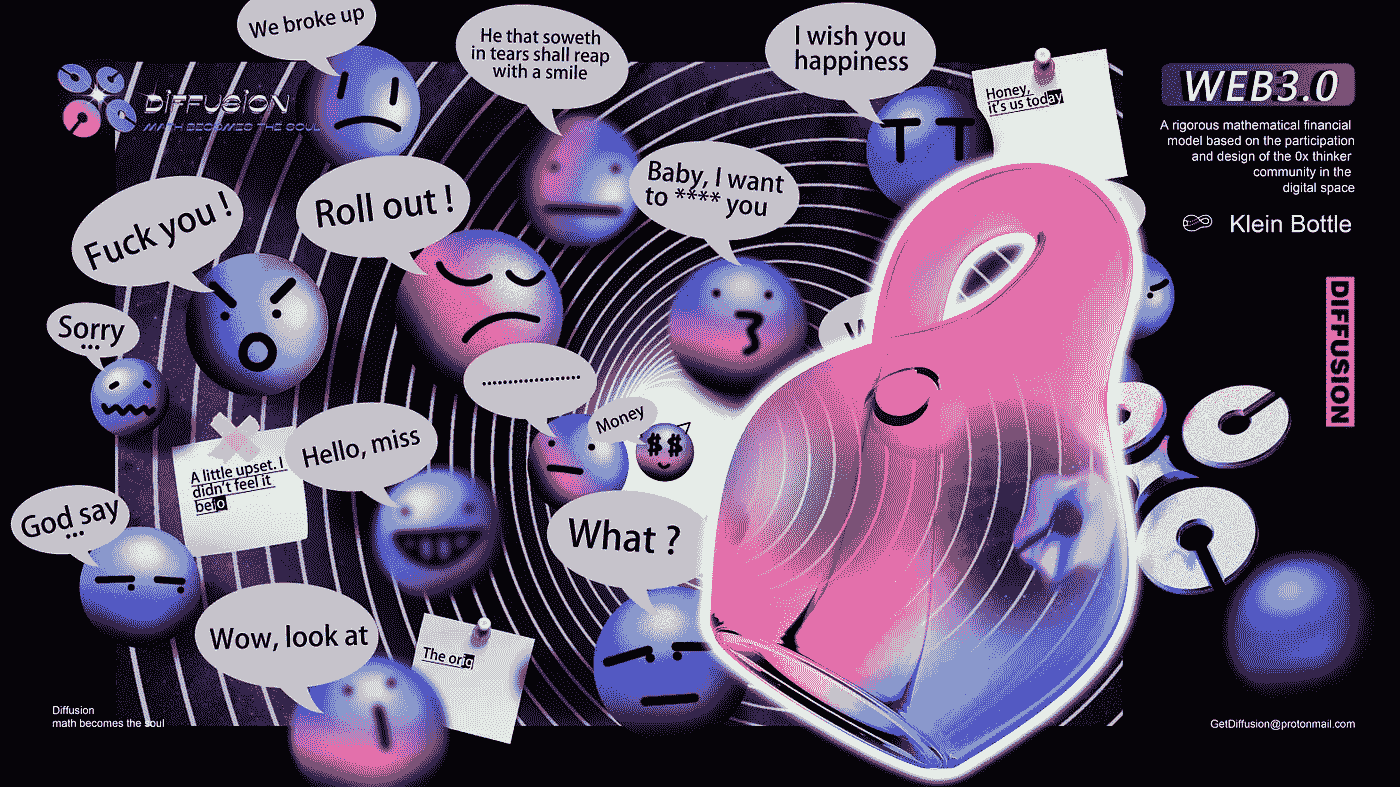 We broke up
He that soweth
in tears shall reap
with a smile
I wish you
happiness
Honey,
it's us today
WEB3.0
A rigorous mathematical financial
model based on the participation
and design of the 0x thinker
community in the
digital space
Klein Bottle
DIFFUSION
DiFFUSiON
MATH BECOMES THE SOUL
Fuck you !
Roll out !
Baby, I want
to **** you
Sorry
...
.....................
Money
$$
Hello, miss
A little upset. I
didn't feel it
befo
God say
...
What ?
Wow, look at
The orig
Diffusion
math becomes the soul
GetDiffusion@protonmail.com